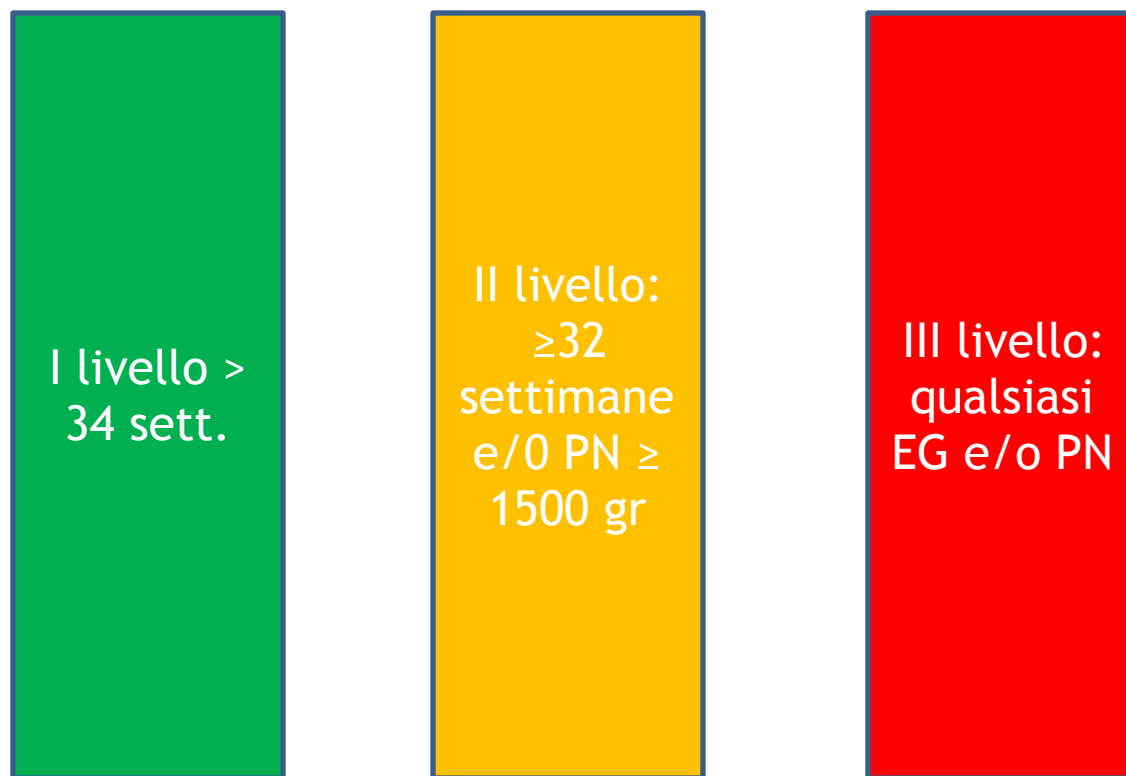 I livello >
34 sett.
II livello:
≥32
settimane
e/0 PN ≥
1500 gr
III livello:
qualsiasi
EG e/o PN